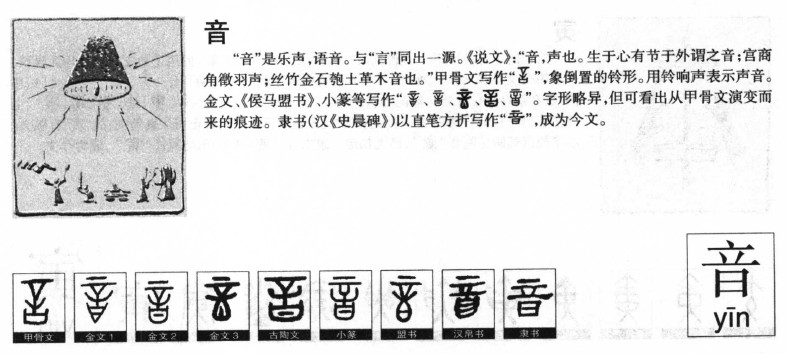 音
“音”是乐声,语音。与“言”同出一源。《说文》:“音,声也。生于心有节于外谓之音;宫商
角徵羽声;丝竹金石匏土革木音也。”甲骨文写作“”,象倒置的铃形。用铃响声表示声音。
金文、《侯马盟书》、小篆等写作“、、、、”。字形略异,但可看出从甲骨文演变而
来的痕迹。隶书(汉《史晨碑》)以直笔方折写作“音”,成为今文。
甲骨文 金文1 金文2 金文3 古陶文 小篆 盟书 汉帛书 隶书
音
yīn